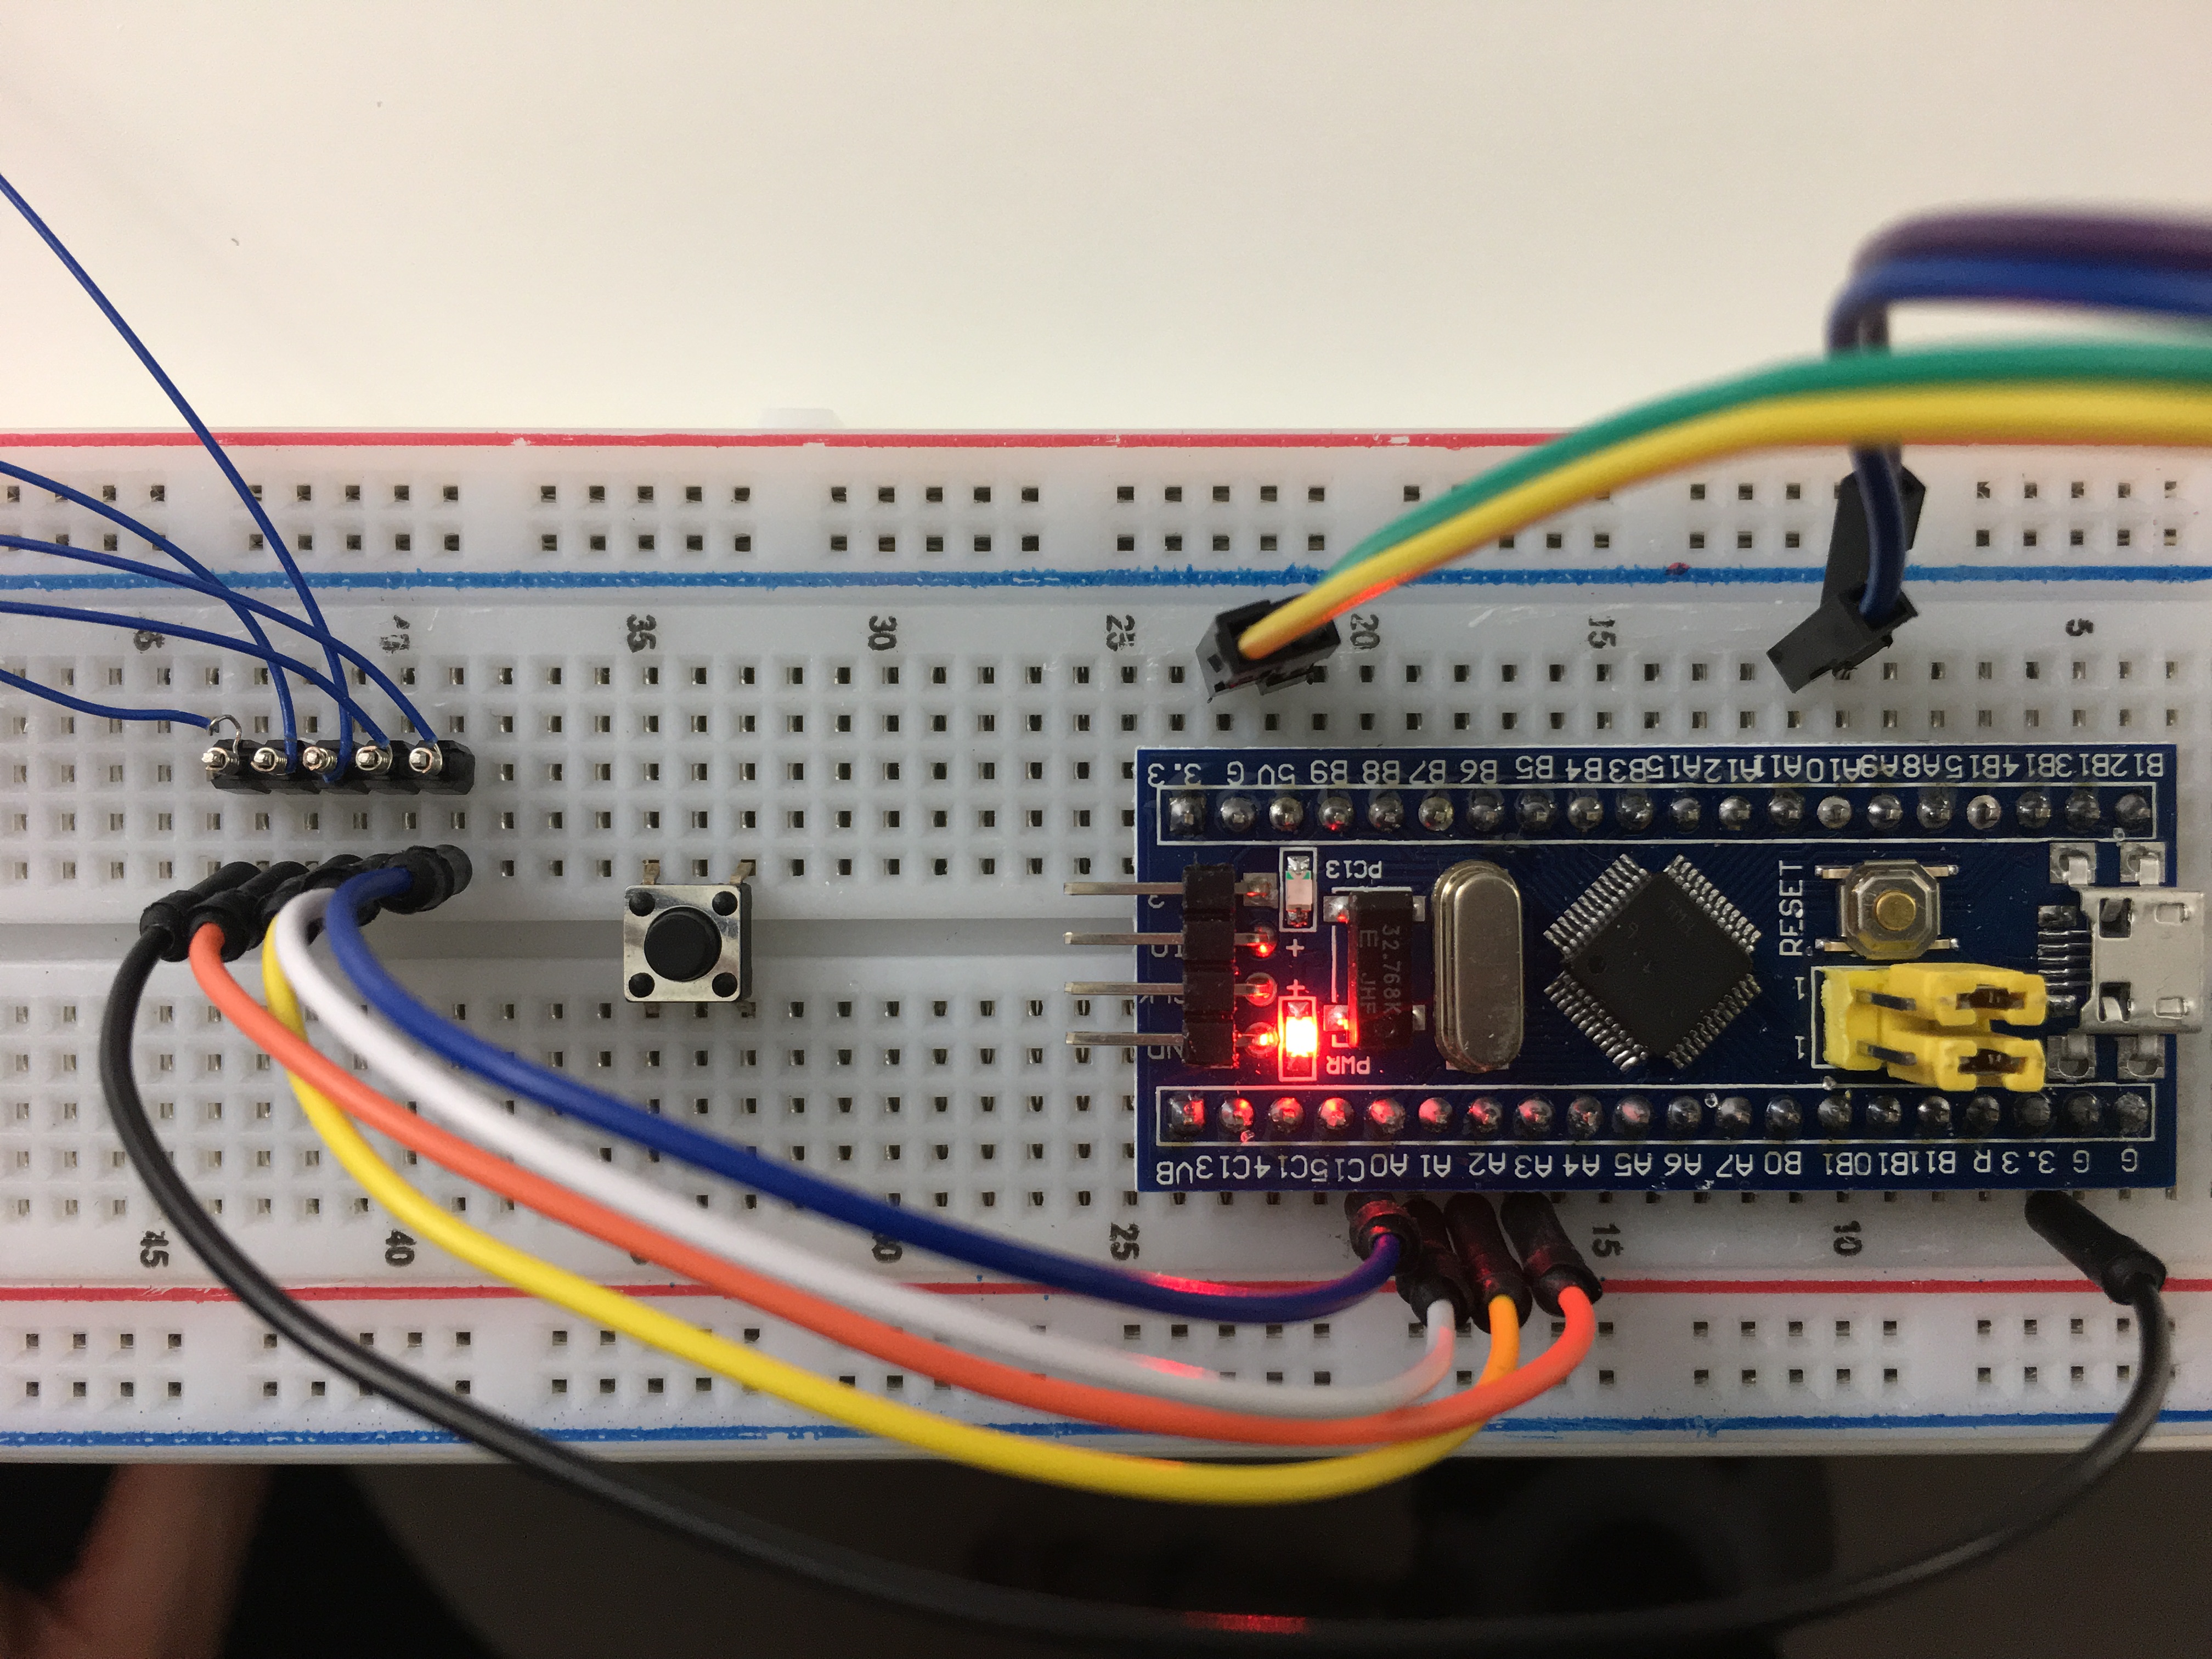 10 15 25 30 40 45
G G 3.3 R B11 B10 B1 B0 A7 A6 A5 A4 A3 A2 A1 A0 C15 C14 C13 VB
PWR
1
1
32.768K
JHF E
RESET
PC13
B12 B13 B14 B15 A8 A9 A10 A11 A12 A15 B3 B4 B5 B6 B7 B8 B9 5V G 3.3
5 15 20 25 30 35